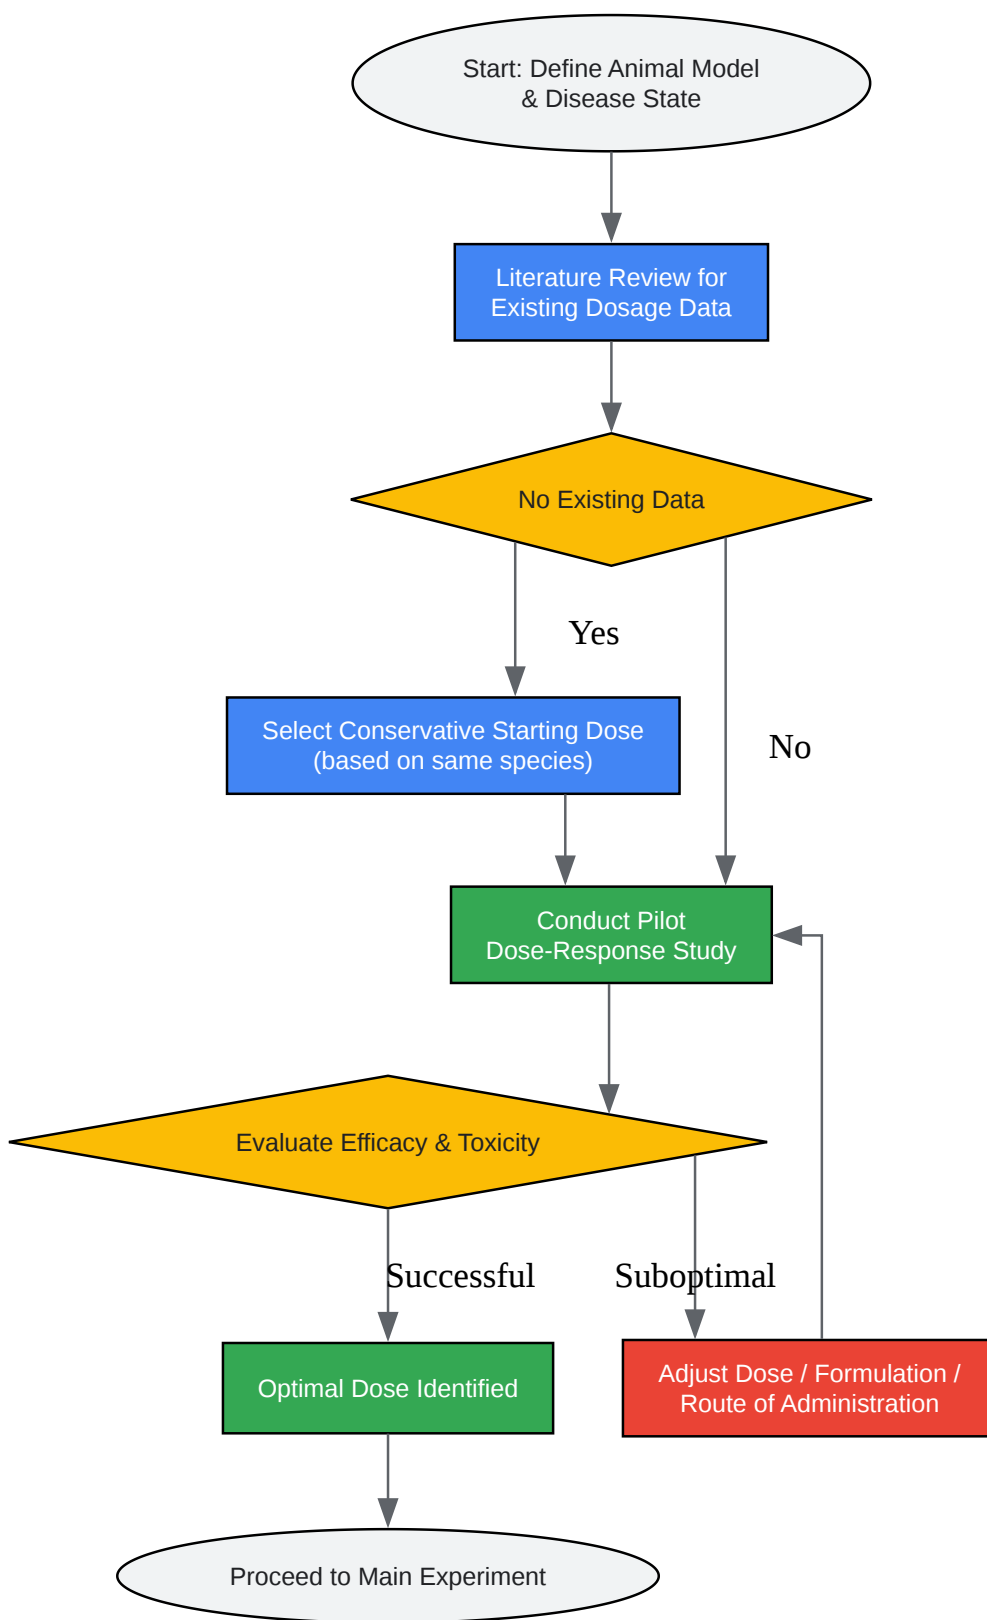 Start: Define Animal Model
& Disease State
Literature Review for
Existing Dosage Data
No Existing Data
Yes
Select Conservative Starting Dose
(based on same species)
No
Conduct Pilot
Dose-Response Study
Evaluate Efficacy & Toxicity
Successful
Suboptimal
Optimal Dose Identified
Adjust Dose / Formulation /
Route of Administration
Proceed to Main Experiment